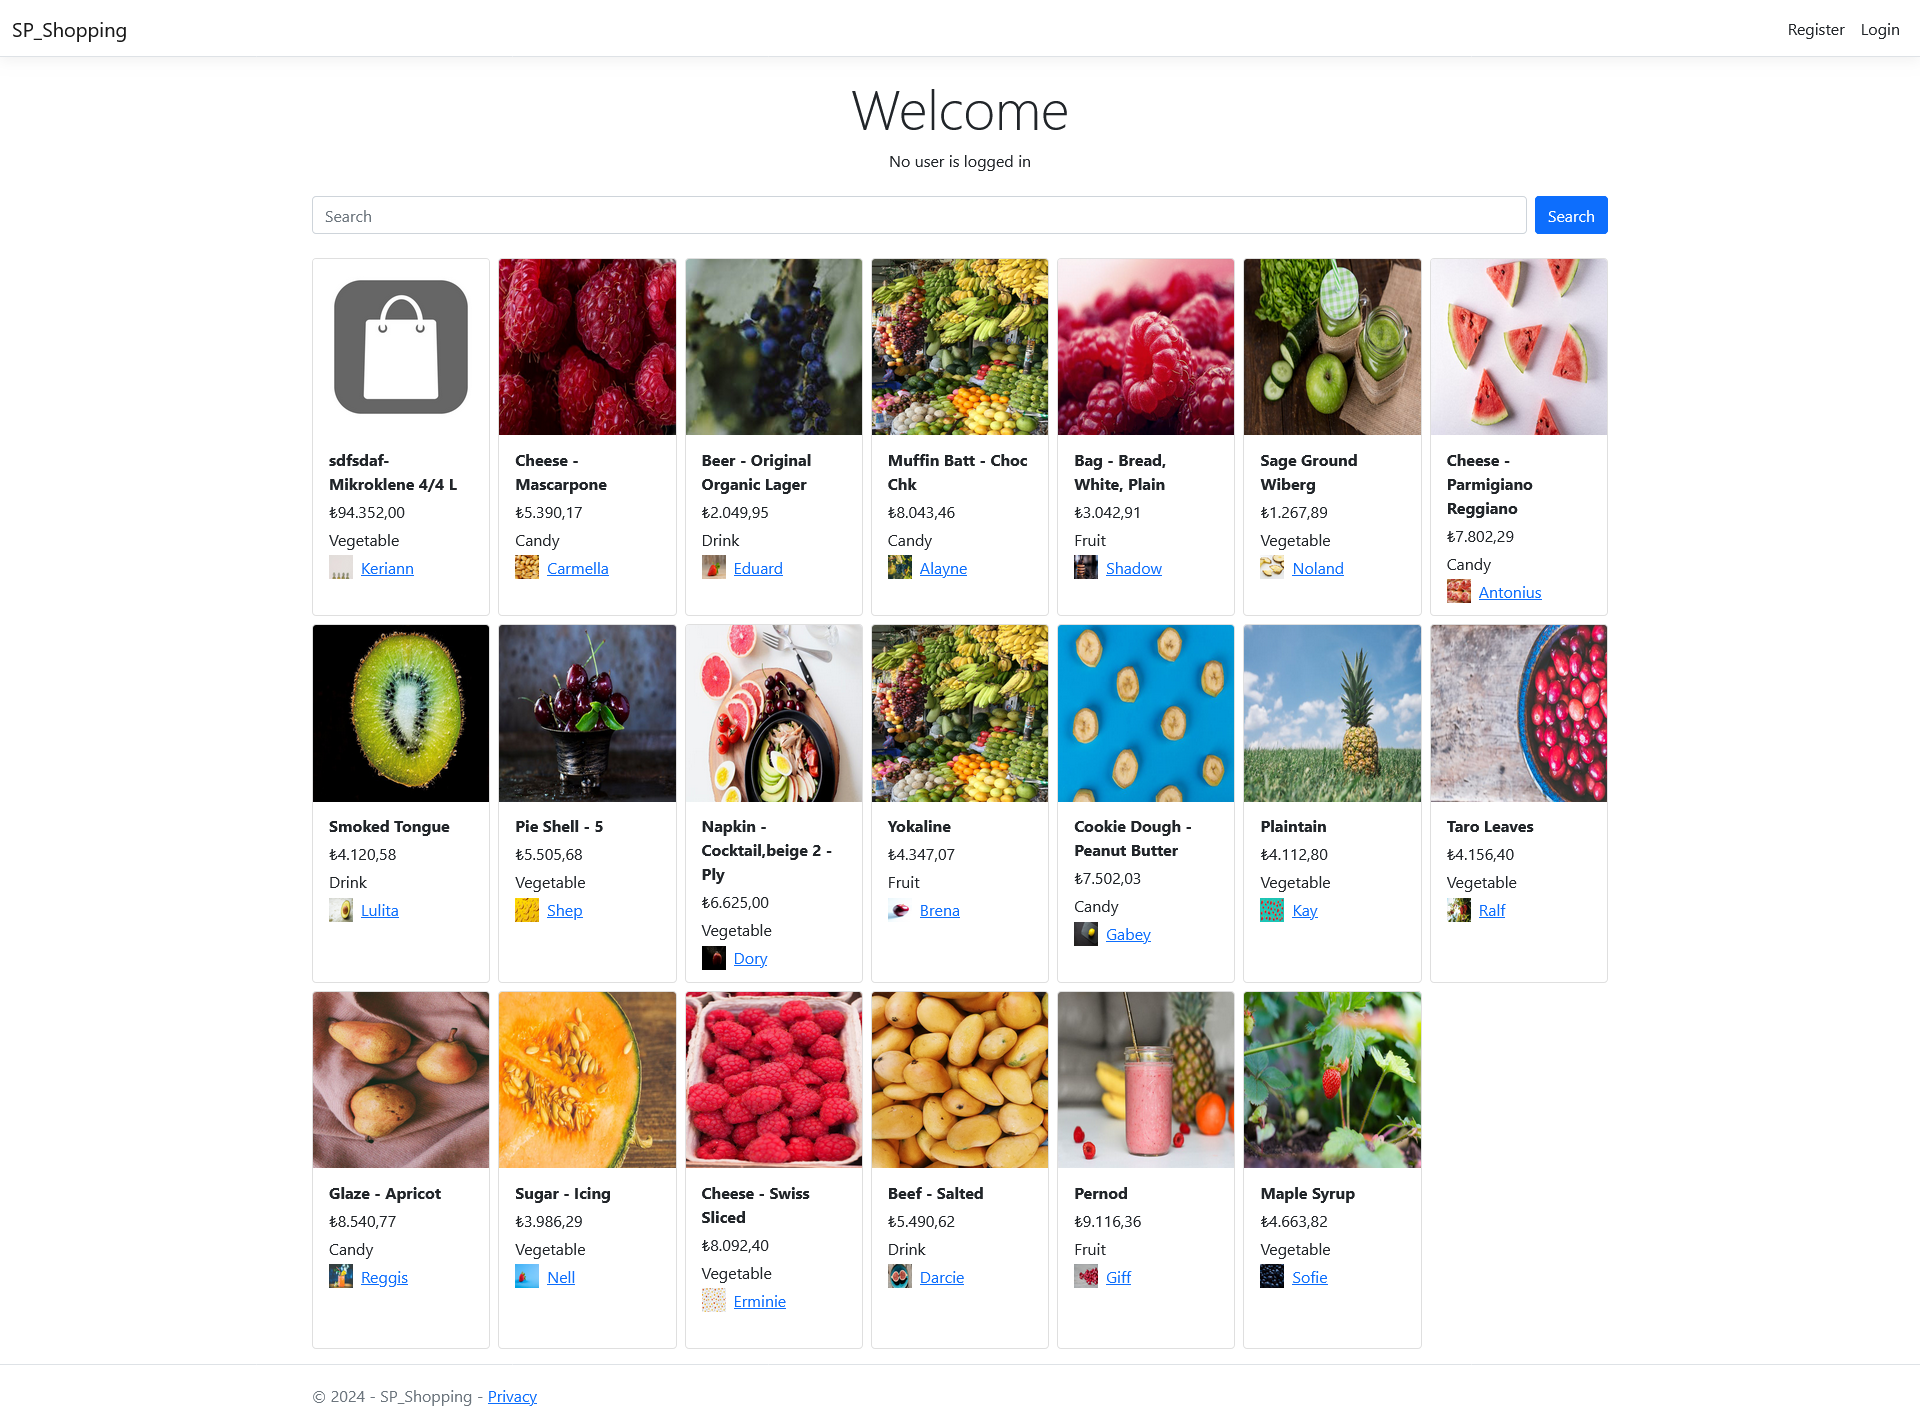 SP_Shopping
Register
Login
Welcome
No user is logged in
Search
Search
sdfsdaf-
Mikroklene 4/4 L
₺94.352,00
Vegetable
Keriann
Cheese -
Mascarpone
₺5.390,17
Candy
Carmella
Beer - Original
Organic Lager
₺2.049,95
Drink
Eduard
Muffin Batt - Choc
Chk
₺8.043,46
Candy
Alayne
Bag - Bread,
White, Plain
₺3.042,91
Fruit
Shadow
Sage Ground
Wiberg
₺1.267,89
Vegetable
Noland
Cheese -
Parmigiano
Reggiano
₺7.802,29
Candy
Antonius
Smoked Tongue
₺4.120,58
Drink
Lulita
Pie Shell - 5
₺5.505,68
Vegetable
Shep
Napkin -
Cocktail,beige 2 -
Ply
₺6.625,00
Vegetable
Dory
Yokaline
₺4.347,07
Fruit
Brena
Cookie Dough -
Peanut Butter
₺7.502,03
Candy
Gabey
Plaintain
₺4.112,80
Vegetable
Kay
Taro Leaves
₺4.156,40
Vegetable
Ralf
Glaze - Apricot
₺8.540,77
Candy
Reggis
Sugar - Icing
₺3.986,29
Vegetable
Nell
Cheese - Swiss
Sliced
₺8.092,40
Vegetable
Erminie
Beef - Salted
₺5.490,62
Drink
Darcie
Pernod
₺9.116,36
Fruit
Giff
Maple Syrup
₺4.663,82
Vegetable
Sofie
© 2024 - SP_Shopping - Privacy